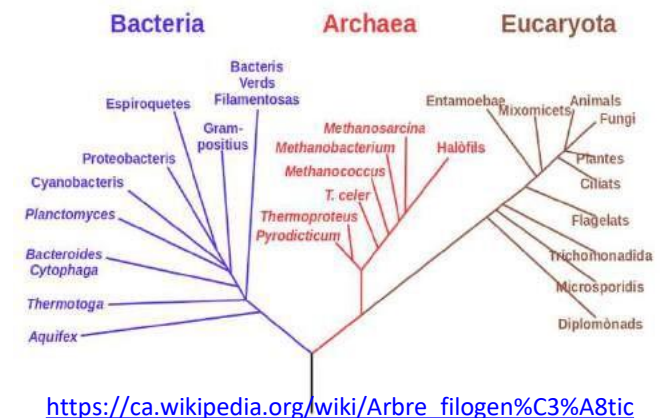 Bacteria
Archaea
Eucaryota
Bacteris
Verds
Filamentosas
Espiroquetes
Gram-
positius
Proteobacteris
Cyanobacteris
Planctomyces
Bacteroides
Cytophaga
Thermotoga
Aquifex
Methanosarcina
Methanobacterium
Halòfils
Methanococcus
T. celer
Thermoproteus
Pyrodicticum
Entamoebae
Mixomicets
Animals
Fungi
Plantes
Ciliats
Flagelats
Trichomonadida
Microsporidis
Diplomònads
https://ca.wikipedia.org/wiki/Arbre_filogen%C3%A8tic